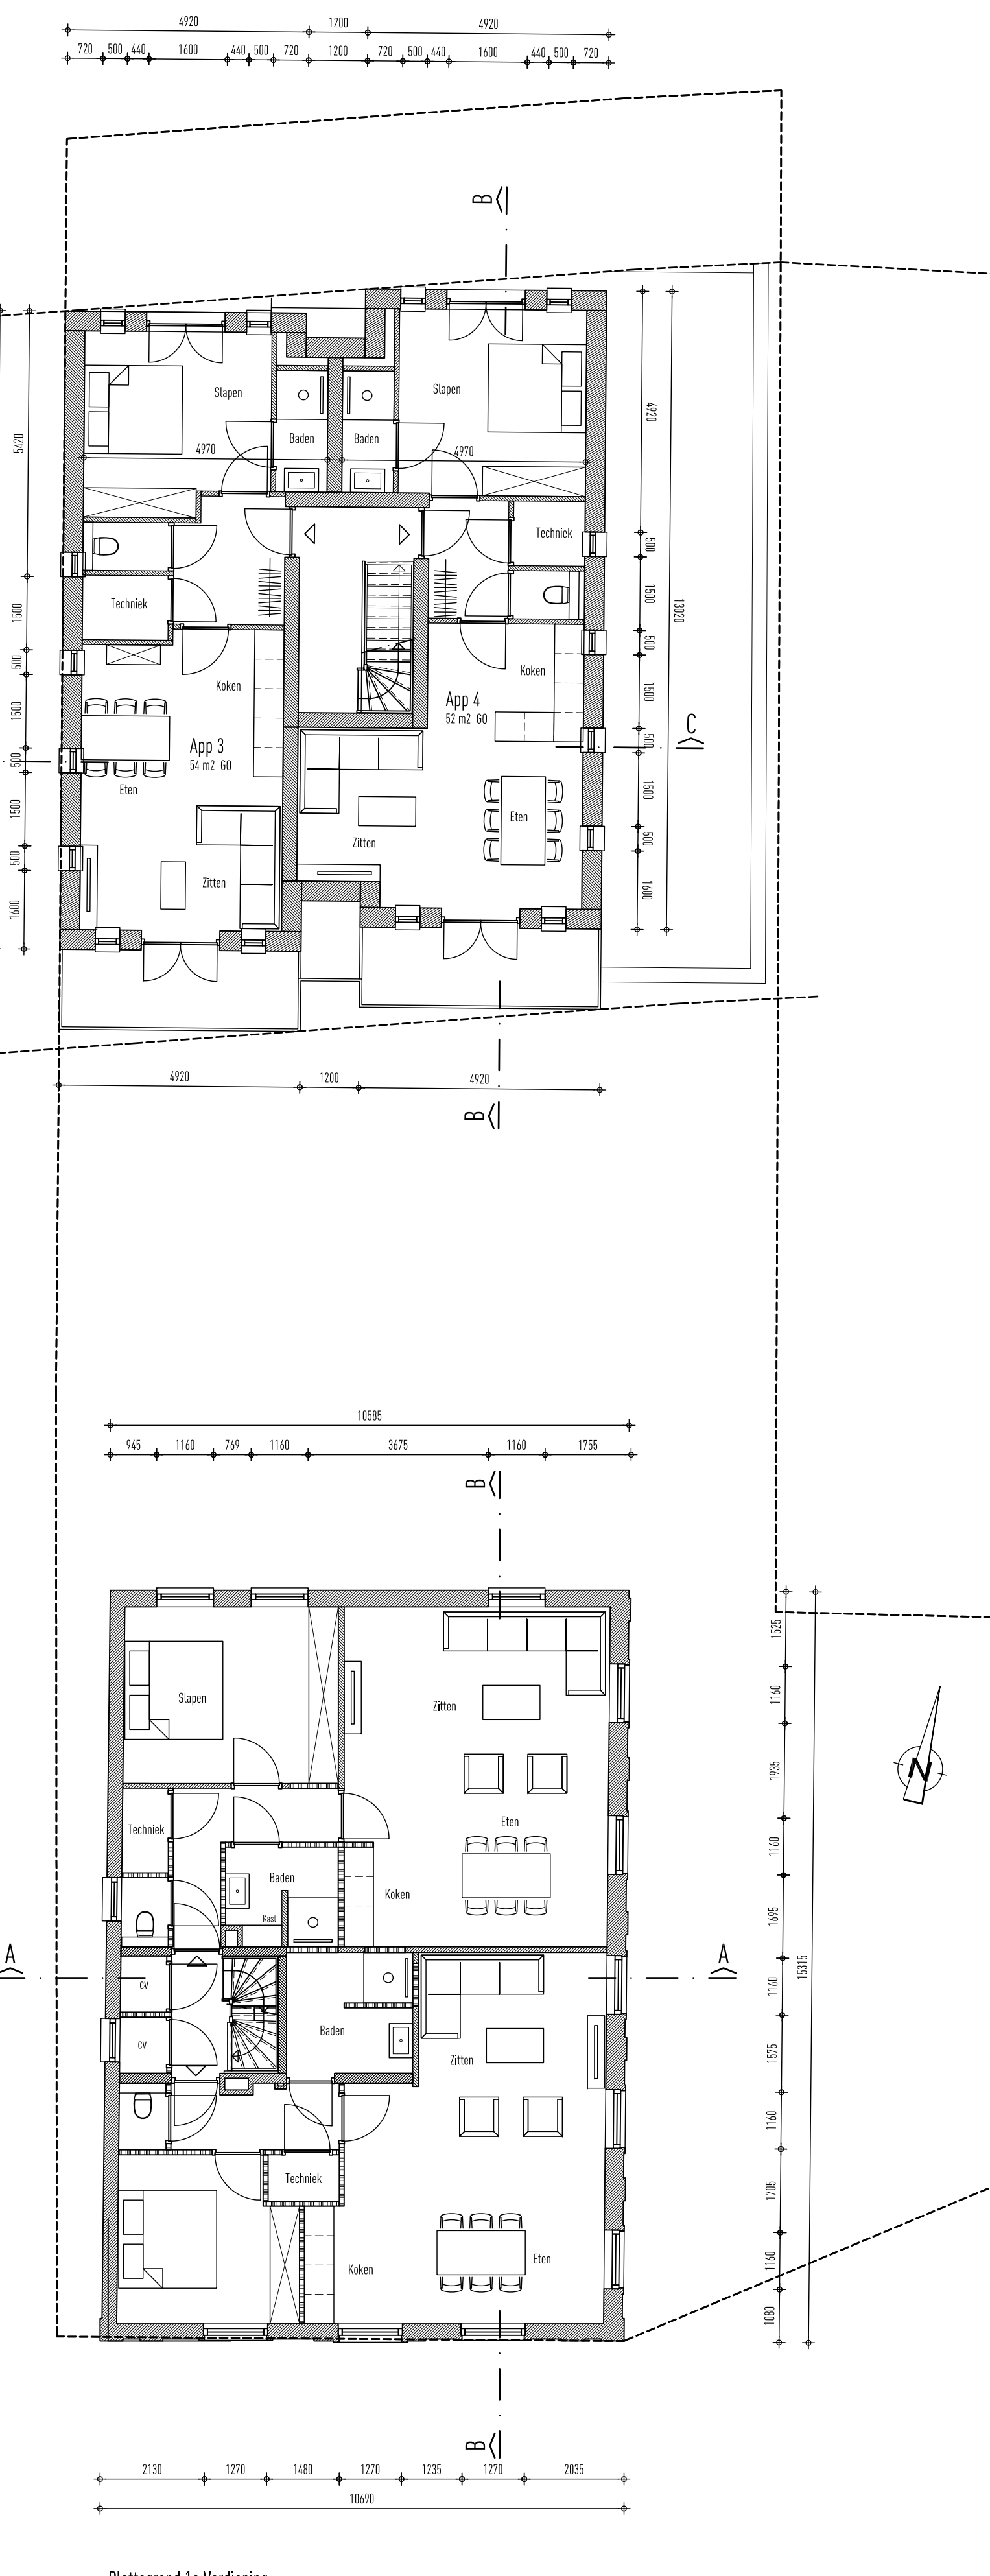 4920 1200 4920
720 500 440 1600 440 500 720 1200 720 500 440 1600 440 500 720
B
Slapen
Slapen
Baden
Baden
4970
4970
4920
5420
Techniek
500
Techniek
1500
13020
1500
500
Koken
Koken
500
1500
App 4
52 m2 GO
1500
C
App 3
54 m2 GO
500
500
Eten
1500
Eten
1500
Zitten
500
500
Zitten
1600
1600
4920 1200 4920
B
10585
945 1160 769 1160 3675 1160 1755
B
1525
Slapen
Zitten
1160
1935
N
Eten
Techniek
1160
Baden
Koken
1695
Kast
A
A
15315
cv
1160
Baden
cv
1575
Zitten
1160
Techniek
1705
Eten
Koken
1160
1080
B
2130 1270 1480 1270 1235 1270 2035
10690